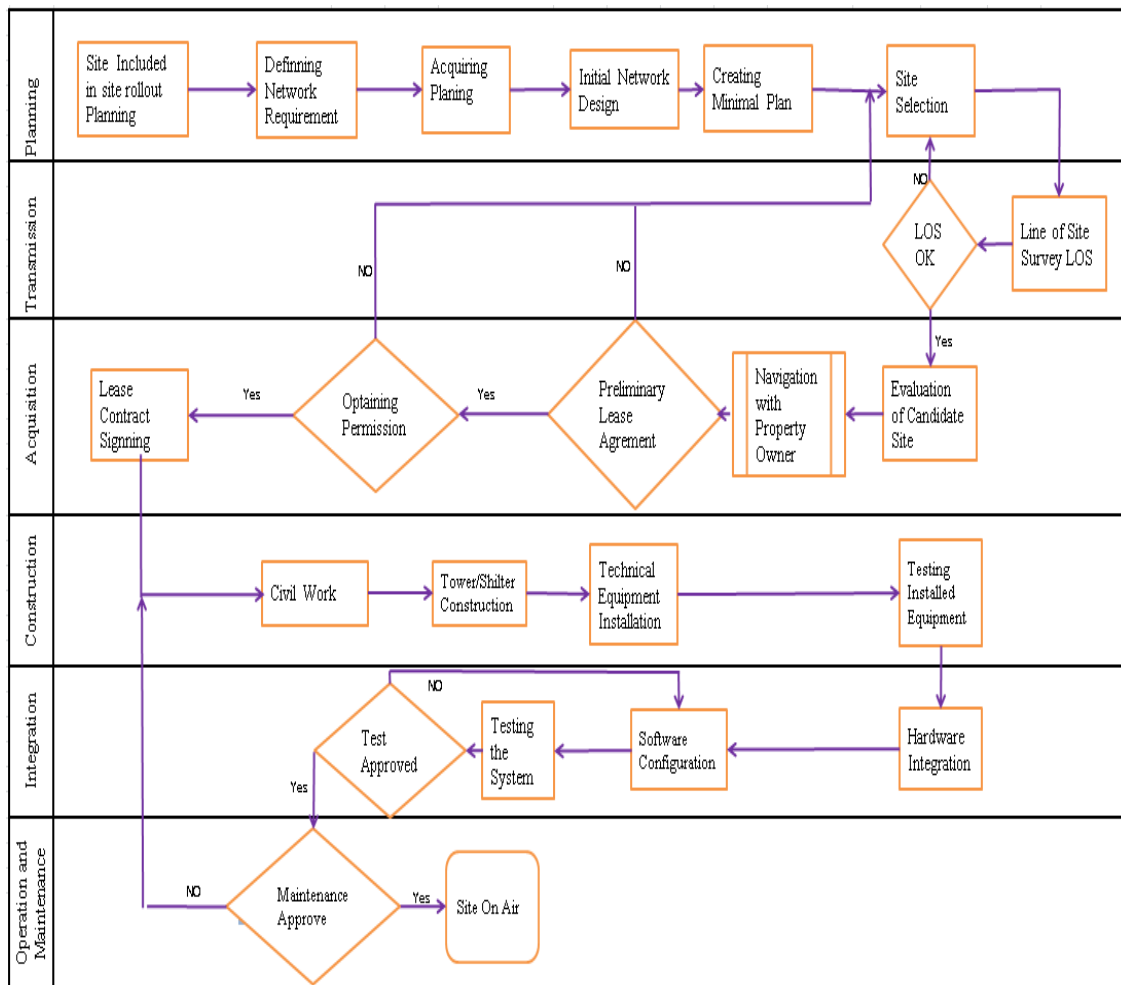 Planning
Site Included
in site rollout
Planning
Definning
Network
Requirement
Acquiring
Planing
Initial Network
Design
Creating
Minimal Plan
Site
Selection
Transmission
NO
NO
NO
LOS
OK
Line of Site
Survey LOS
Yes
Acquisition
Lease
Contract
Signning
Yes
Optaining
Permission
Yes
Preliminary
Lease
Agrement
Navigation
with
Property
Owner
Evaluation
of Candidate
Site
Construction
Civil Work
Tower/Shilter
Construction
Technical
Equipment
Installation
Testing
Installed
Equipment
Integration
NO
Test
Approved
Yes
Testing
the
System
Software
Configuration
Hardware
Integration
Operation and
Maintenance
NO
Maintenance
Approve
Yes
Site On Air